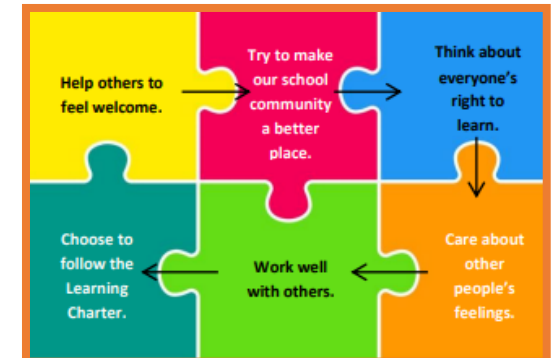 Help others to
feel welcome.
Try to make
our school
community
a better
place.
Think about
everyone's
right to
learn.
Care about
other
people's
feelings.
Work well
with others.
Choose to
follow the
Learning
Charter.